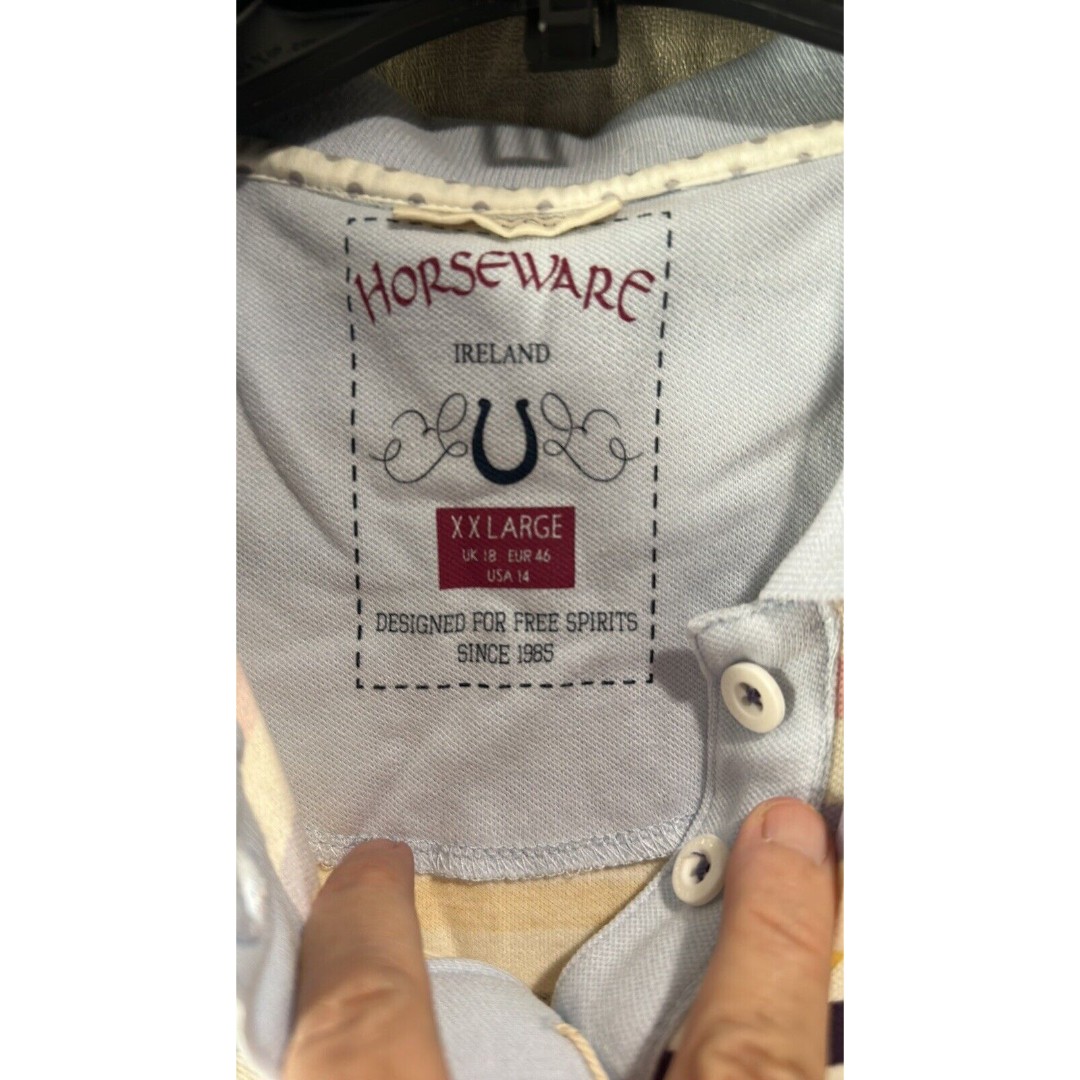 HORSEWARE
IRELAND
XXLARGE
UK 18 EUR 46
USA 14
DESIGNED FOR FREE SPIRITS
SINCE 1985